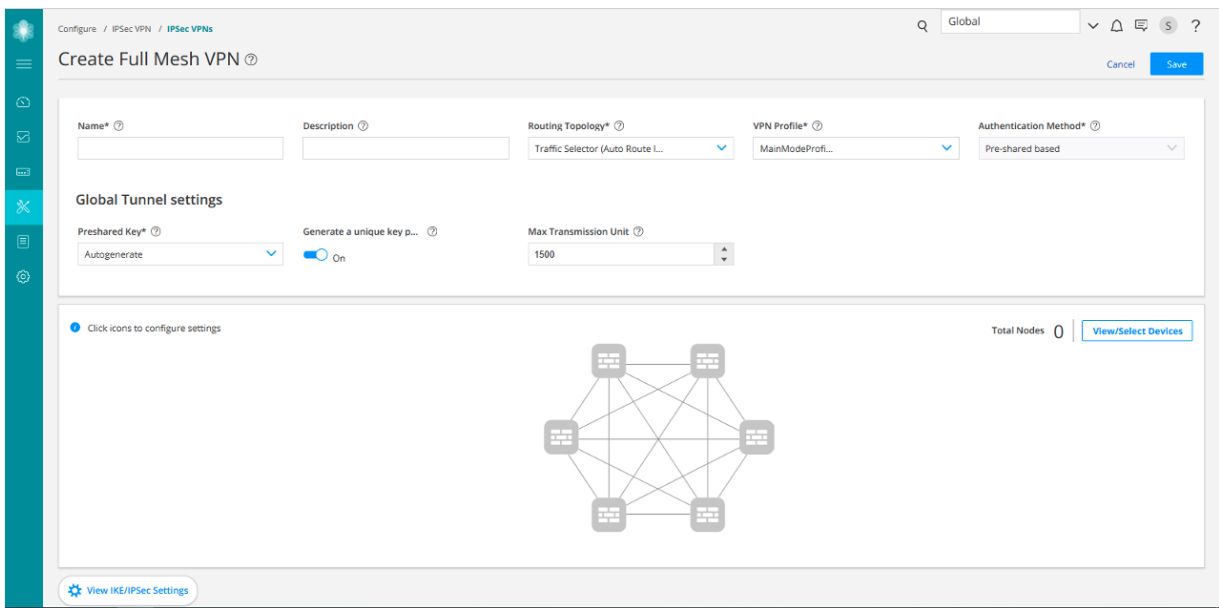 Configure / IPSec VPN / IPSec VPNs
Global
S
?
Create Full Mesh VPN ?
Cancel
Save
Name* ?
Description ?
Routing Topology* ?
VPN Profile* ?
Authentication Method* ?
Traffic Selector (Auto Route I...
MainModeProfi...
Pre-shared based
Global Tunnel settings
Preshared Key* ?
Generate a unique key p... ?
Max Transmission Unit ?
Autogenerate
On
1500
i Click icons to configure settings
Total Nodes 0
View/Select Devices
View IKE/IPSec Settings